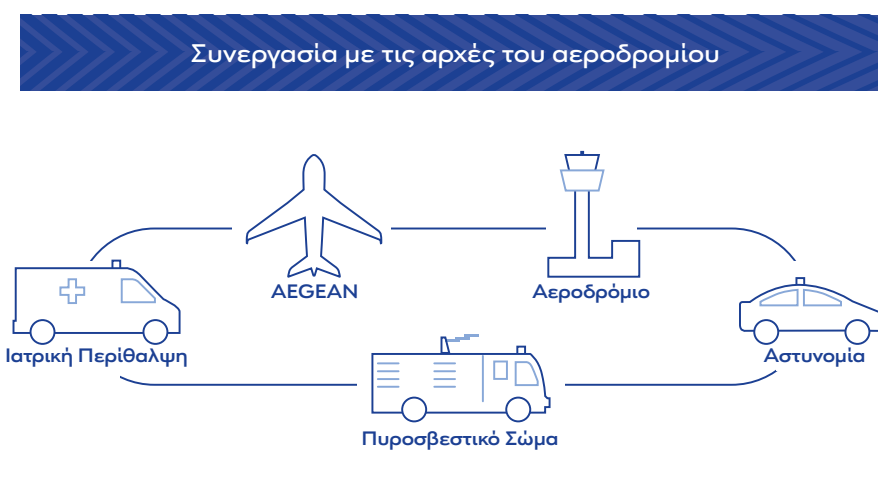 Συνεργασία με τις αρχές του αεροδρομίου
AEGEAN
Αεροδρόμιο
Ιατρική Περίθαλψη
Αστυνομία
Πυροσβεστικό Σώμα